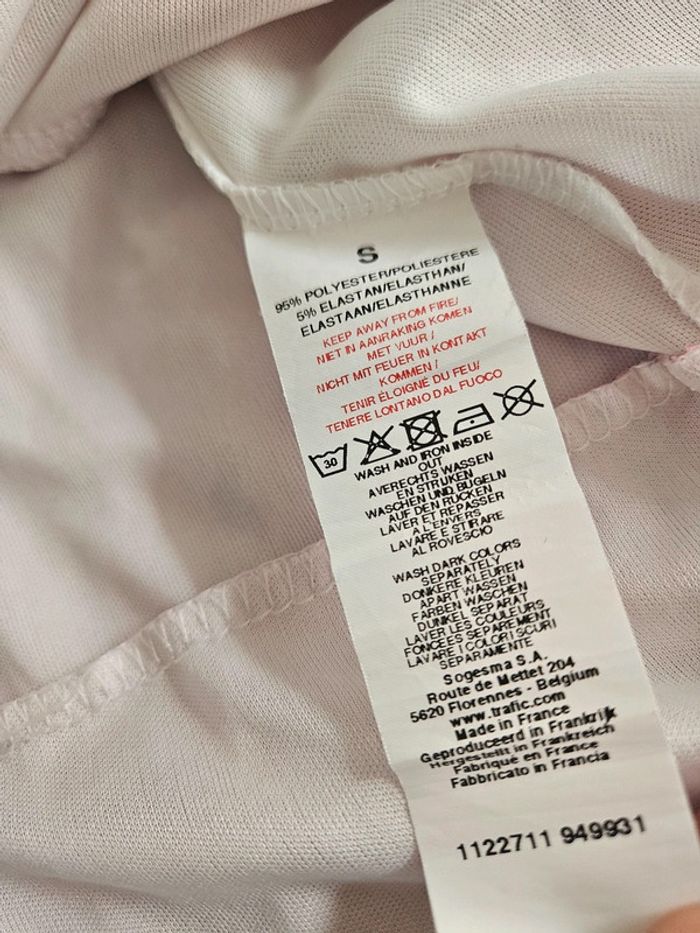 S
95% POLYESTER/POLIESTERE
5% ELASTAN/ELASTHAN/
ELASTAAN/ELASTHANNE
KEEP AWAY FROM FIRE/
NIET IN AANRAKING KOMEN
MET VUUR /
NICHT MIT FEUER IN KONTAKT
KOMMEN /
TENIR ÉLOIGNÉ DU FEU/
TENERE LONTANO DAL FUOCO
30
WASH AND IRON INSIDE
OUT
AVERECHTS WASSEN
EN STRIJKEN
WASCHEN UND BÜGELN
AUF DEN RÜCKEN
LAVER ET REPASSER
A L'ENVERS
LAVARE E STIRARE
AL ROVESCIO
WASH DARK COLORS
SEPARATELY
DONKERE KLEUREN
APART WASSEN
FARBEN WASCHEN
DUNKEL SEPARAT
LAVER LES COULEURS
FONCÉES SEPAREMENT
LAVARE I COLORI SCURI
SEPARAMENTE
Sogesma S.A.
Route de Mettet 204
5620 Florennes - Belgium
www.trafic.com
Made in France
Geproduceerd in Frankrijk
Hergestellt in Frankreich
Fabriqué en France
Fabbricato in Francia
1122711 949931